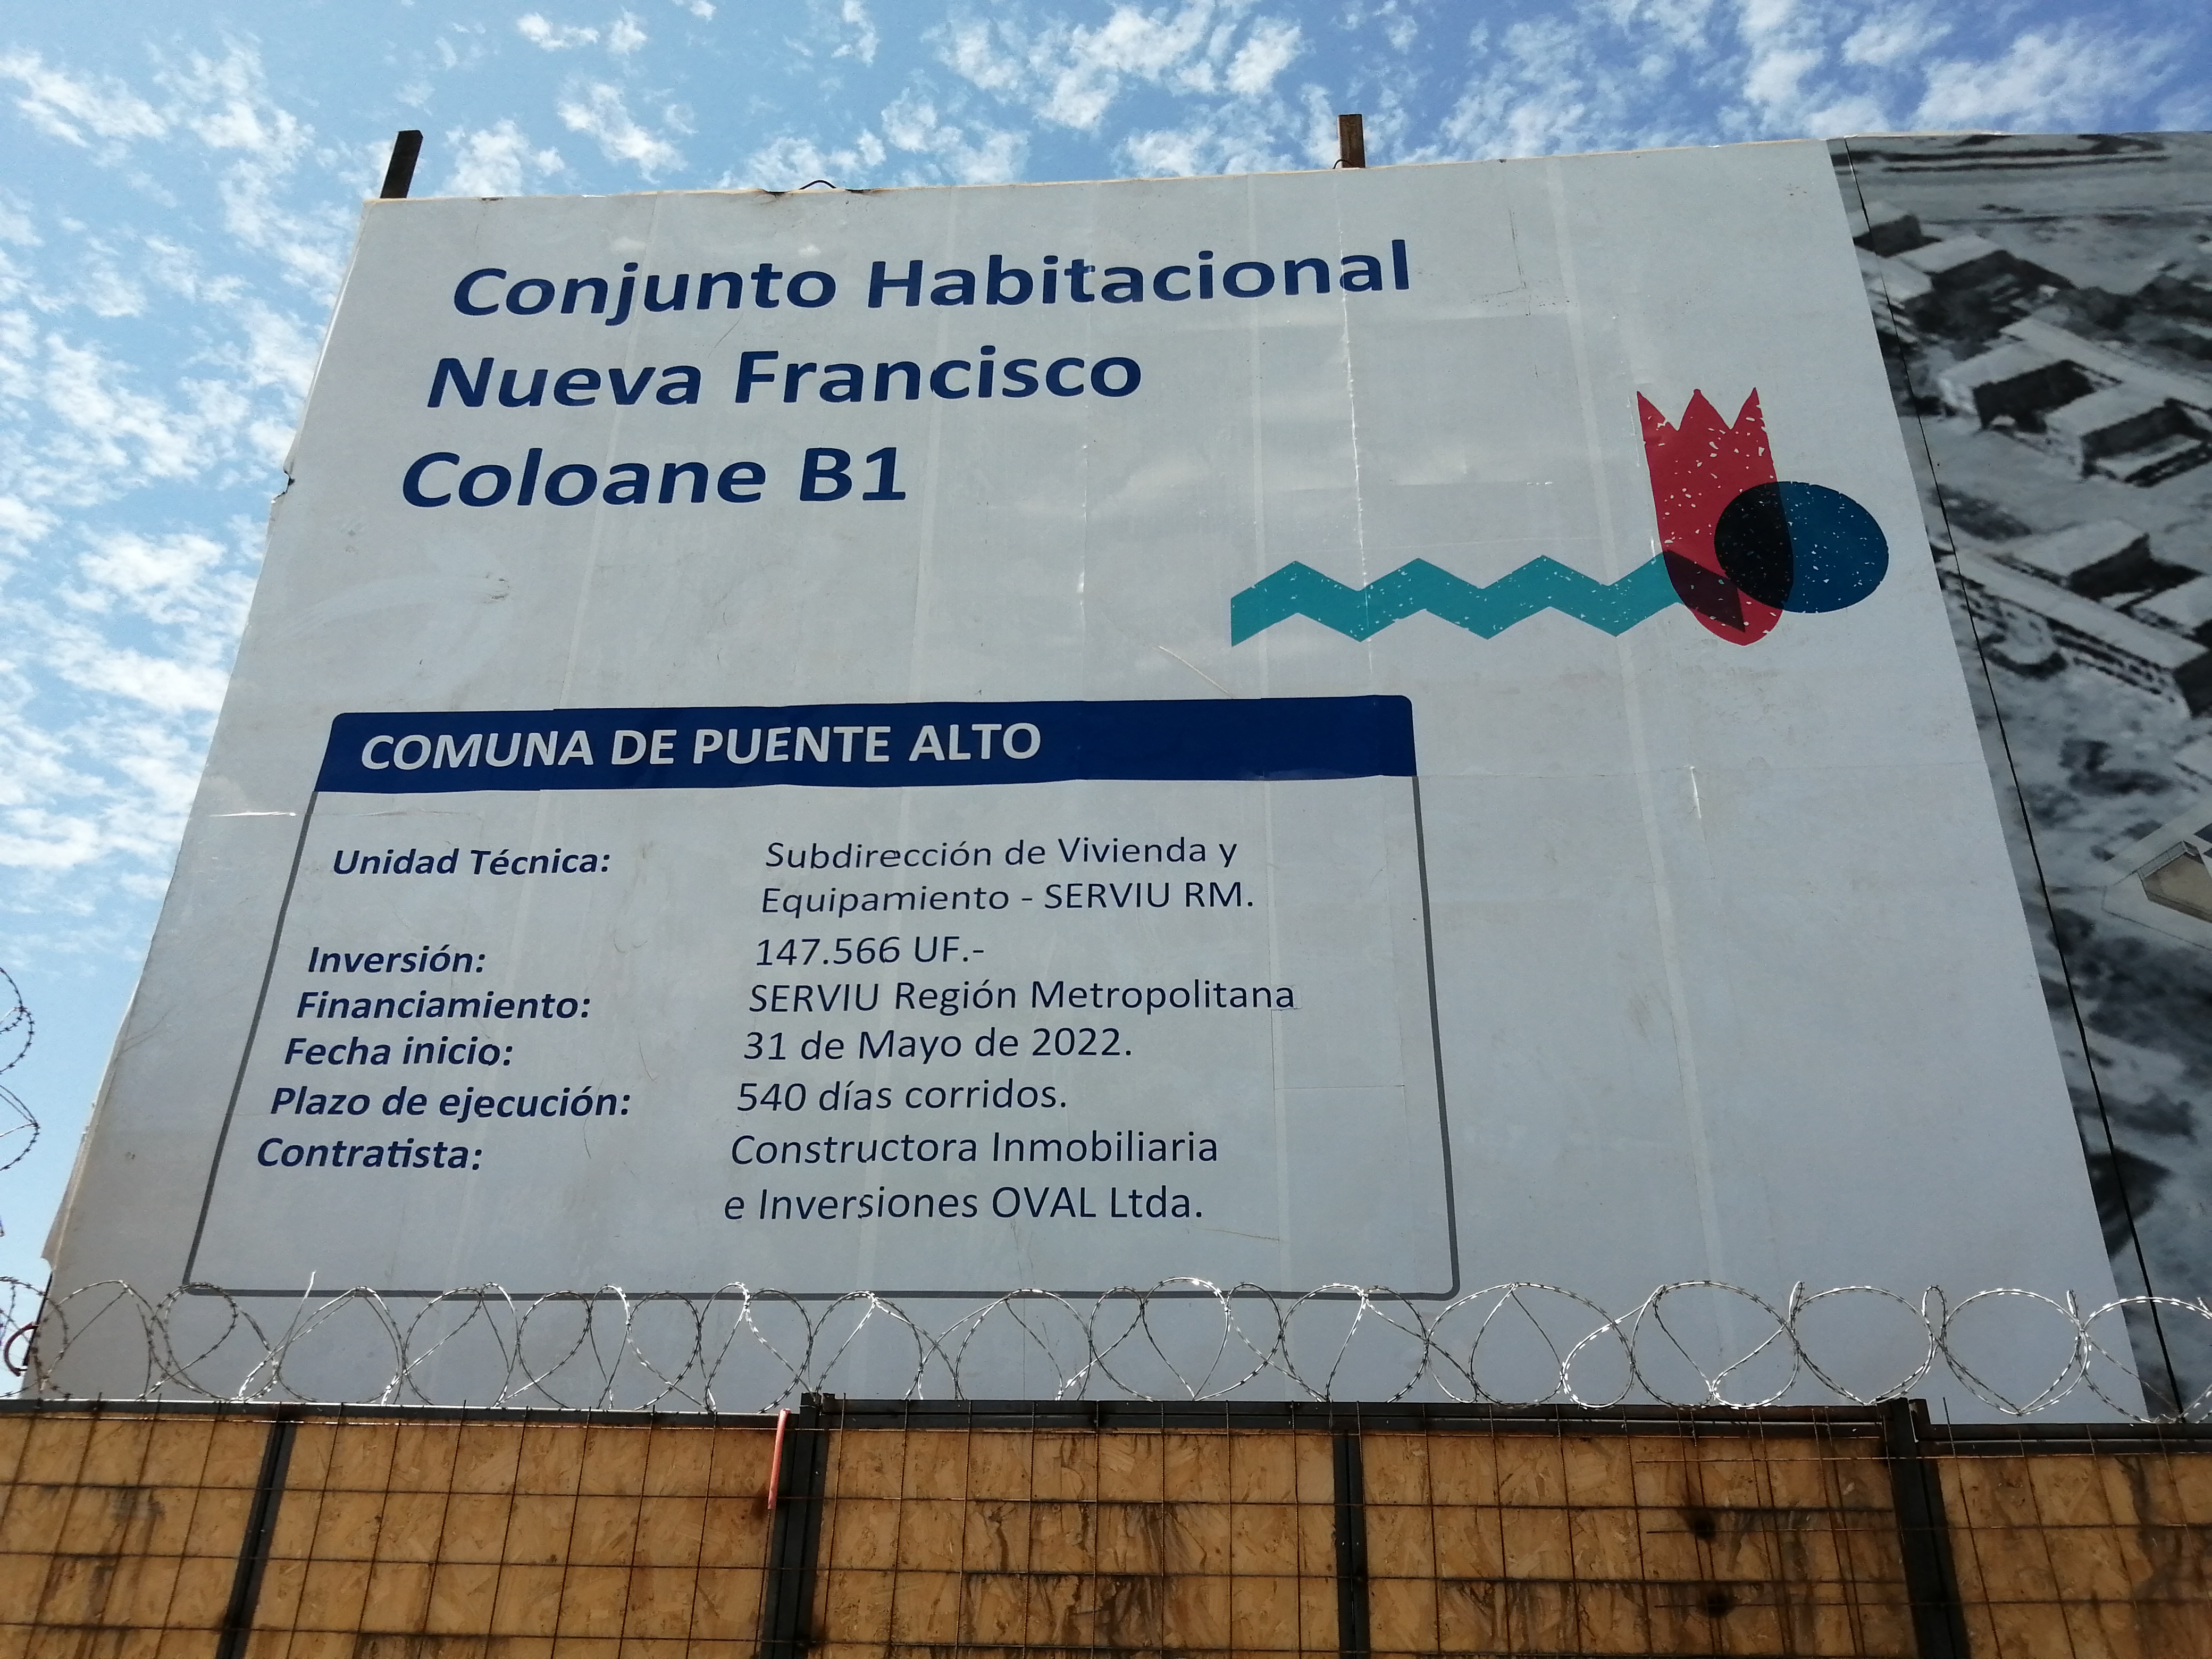 Conjunto Habitacional
Nueva Francisco
Coloane B1
COMUNA DE PUENTE ALTO
Unidad Técnica: Subdirección de Vivienda y
Equipamiento - SERVIU RM.
Inversión: 147.566 UF.-
Financiamiento: SERVIU Región Metropolitana
Fecha inicio: 31 de Mayo de 2022.
Plazo de ejecución: 540 días corridos.
Contratista: Constructora Inmobiliaria
e Inversiones OVAL Ltda.